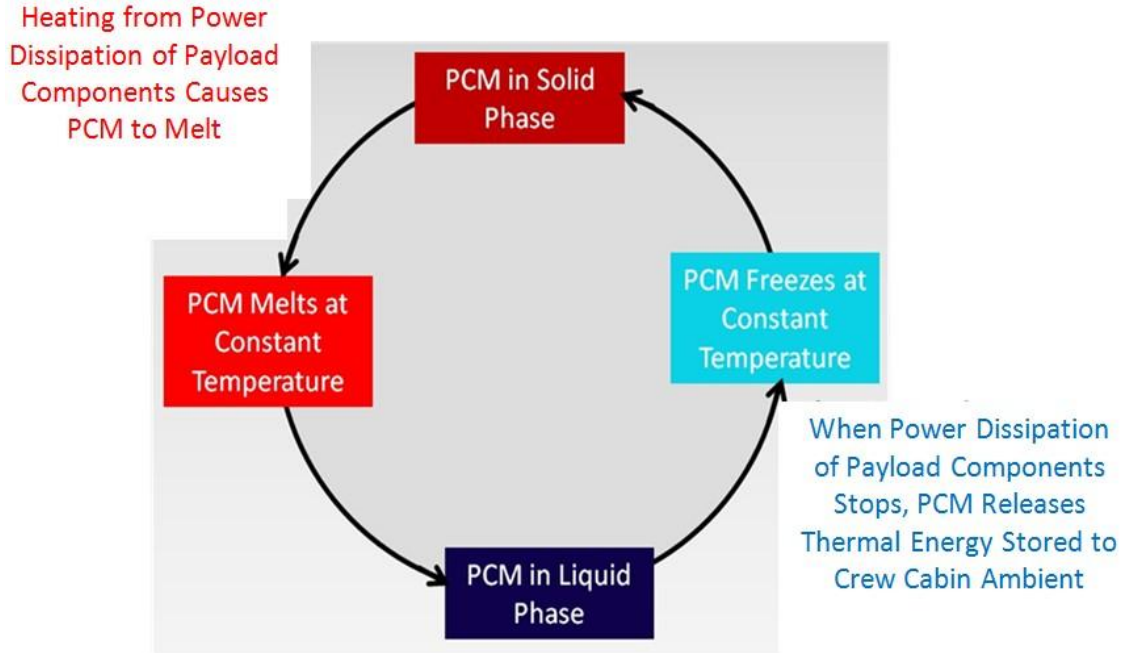 Heating from Power
Dissipation of Payload
Components Causes
PCM to Melt
PCM in Solid
Phase
PCM Melts at
Constant
Temperature
PCM Freezes at
Constant
Temperature
When Power Dissipation
of Payload Components
Stops, PCM Releases
Thermal Energy Stored to
Crew Cabin Ambient
PCM in Liquid
Phase